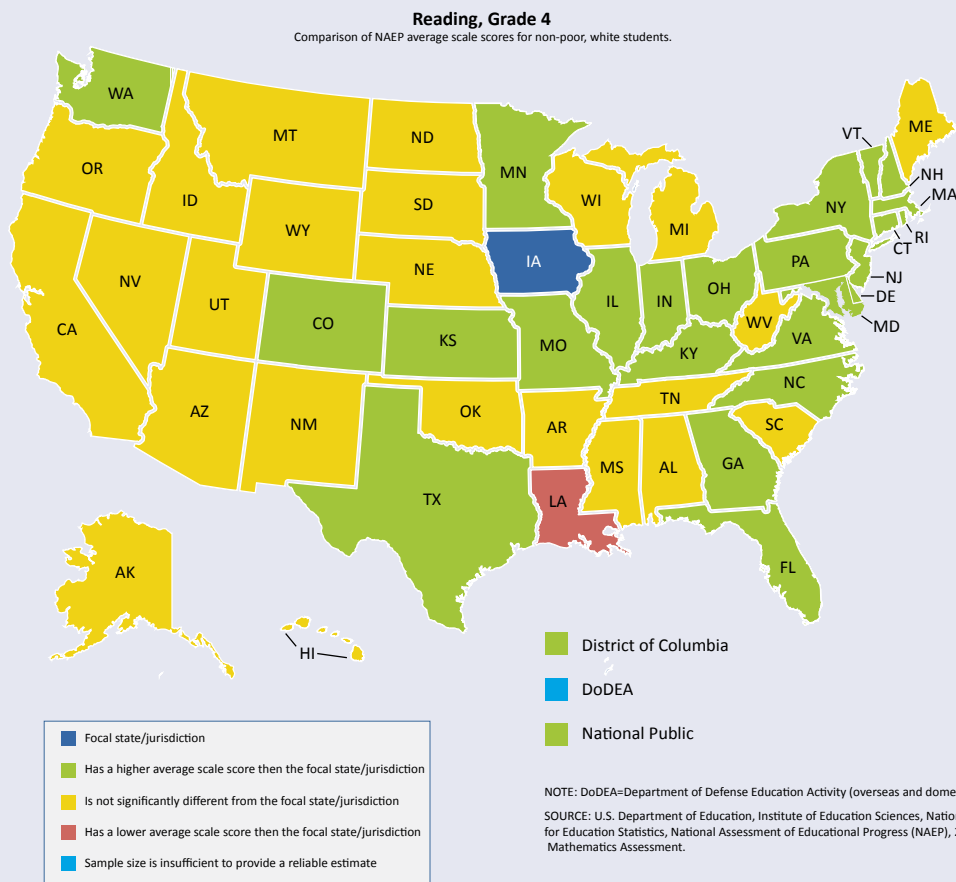 Reading, Grade 4
Comparison of NAEP average scale scores for non-poor, white students.
WA
MT
ND
MN
VT
ME
OR
ID
WY
SD
WI
MI
NY
NH
MA
RI
CT
NV
UT
CO
NE
IA
IL
IN
OH
PA
NJ
DE
MD
CA
KS
MO
KY
WV
VA
AZ
NM
OK
AR
TN
NC
SC
TX
LA
MS
AL
GA
FL
AK
HI
District of Columbia
DoDEA
National Public
Focal state/jurisdiction
Has a higher average scale score then the focal state/jurisdiction
Is not significantly different from the focal state/jurisdiction
Has a lower average scale score then the focal state/jurisdiction
Sample size is insufficient to provide a reliable estimate
NOTE: DoDEA=Department of Defense Education Activity (overseas and dome
SOURCE: U.S. Department of Education, Institute of Education Sciences, Nation
for Education Statistics, National Assessment of Educational Progress (NAEP), 2
Mathematics Assessment.